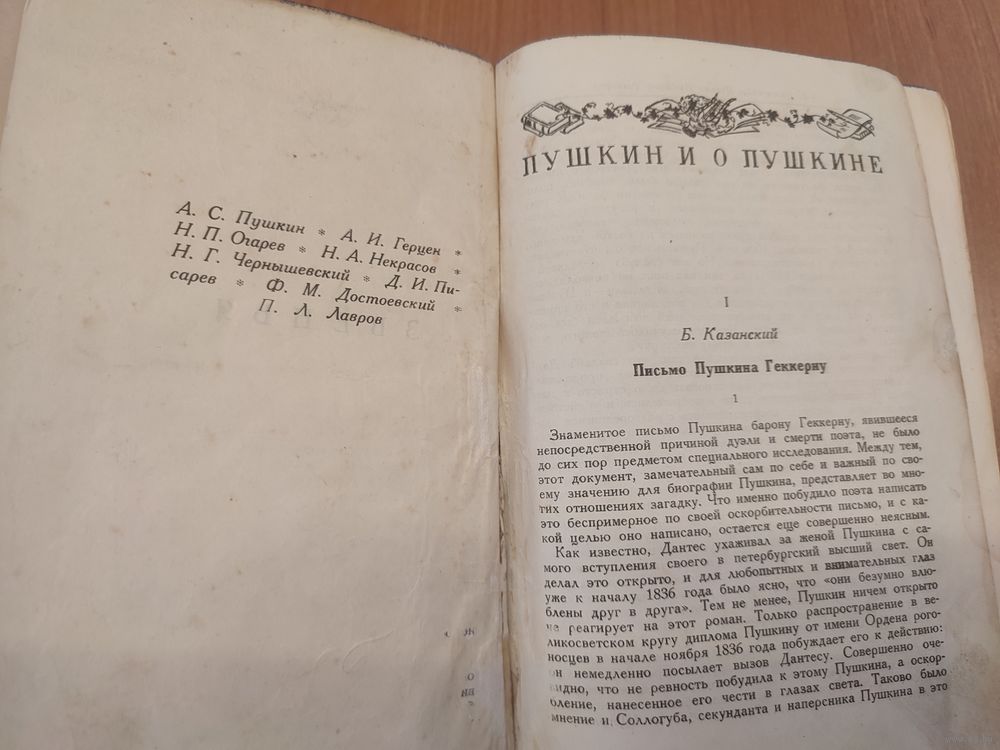 А. С. Пушкин * А. И. Герцен *
Н. П. Огарев * Н. А. Некрасов *
Н. Г. Чернышевский * Д. И. Пи-
сарев * Ф. М. Достоевский *
П. Л. Лавров
ПУШКИН И О ПУШКИНЕ
I
Б. Казанский
Письмо Пушкина Геккерну
1
Знаменитое письмо Пушкина барону Геккерну, явившееся
непосредственной причиной дуэли и смерти поэта, не было
до сих пор предметом специального исследования. Между тем,
этот документ, замечательный сам по себе и важный по сво-
ему значению для биографии Пушкина, представляет во мно-
гих отношениях загадку. Что именно побудило поэта написать
это беспримерное по своей оскорбительности письмо, и с ка-
кой целью оно написано, остается еще совершенно неясным.
Как известно, Дантес ухаживал за женой Пушкина с са-
мого вступления своего в петербургский высший свет. Он
делал это открыто, и для любопытных и внимательных глаз
уже к началу 1836 года было ясно, что «они безумно влю-
блены друг в друга». Тем не менее, Пушкин ничем открыто
не реагирует на этот роман. Только распространение в ве-
ликосветском кругу диплома Пушкину от имени Ордена рого-
носцев в начале ноября 1836 года побуждает его к действию:
он немедленно посылает вызов Дантесу. Совершенно оче-
видно, что не ревность побудила к этому Пушкина, а оскор-
бление, нанесенное его чести в глазах света. Таково было
мнение и Соллогуба, секунданта и наперсника Пушкина в это